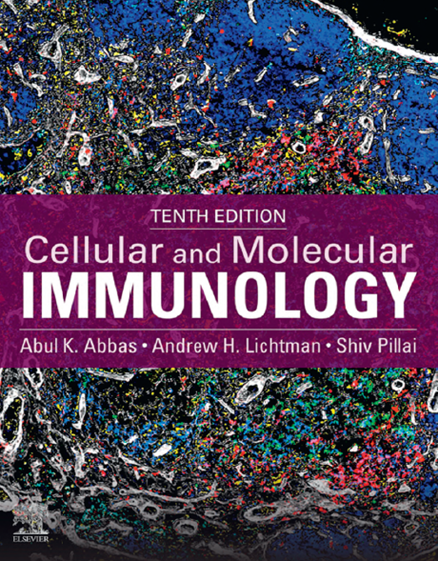 TENTH EDITION
Cellular and Molecular
IMMUNOLOGY
Abul K. Abbas • Andrew H. Lichtman • Shiv Pillai
ELSEVIER